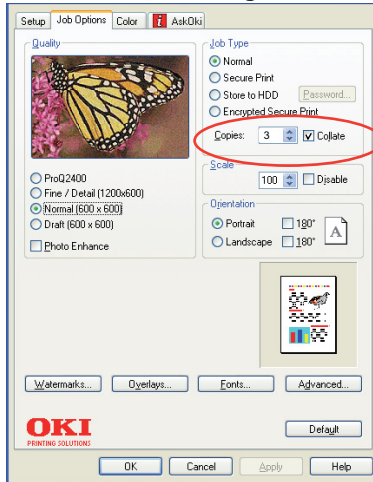 Setup Job Options Color AskOki
Quality
ProQ2400
Fine / Detail (1200x600)
Normal (600 x 600)
Draft (600 x 600)
Photo Enhance
Job Type
Normal
Secure Print
Store to HDD Password...
Encrypted Secure Print
Copies: 3 Collate
Scale
100 Disable
Orientation
Portrait 180°
Landscape 180°
A
Watermarks... Overlays... Fonts... Advanced...
OKI
PRINTING SOLUTIONS
Default
OK Cancel Apply Help